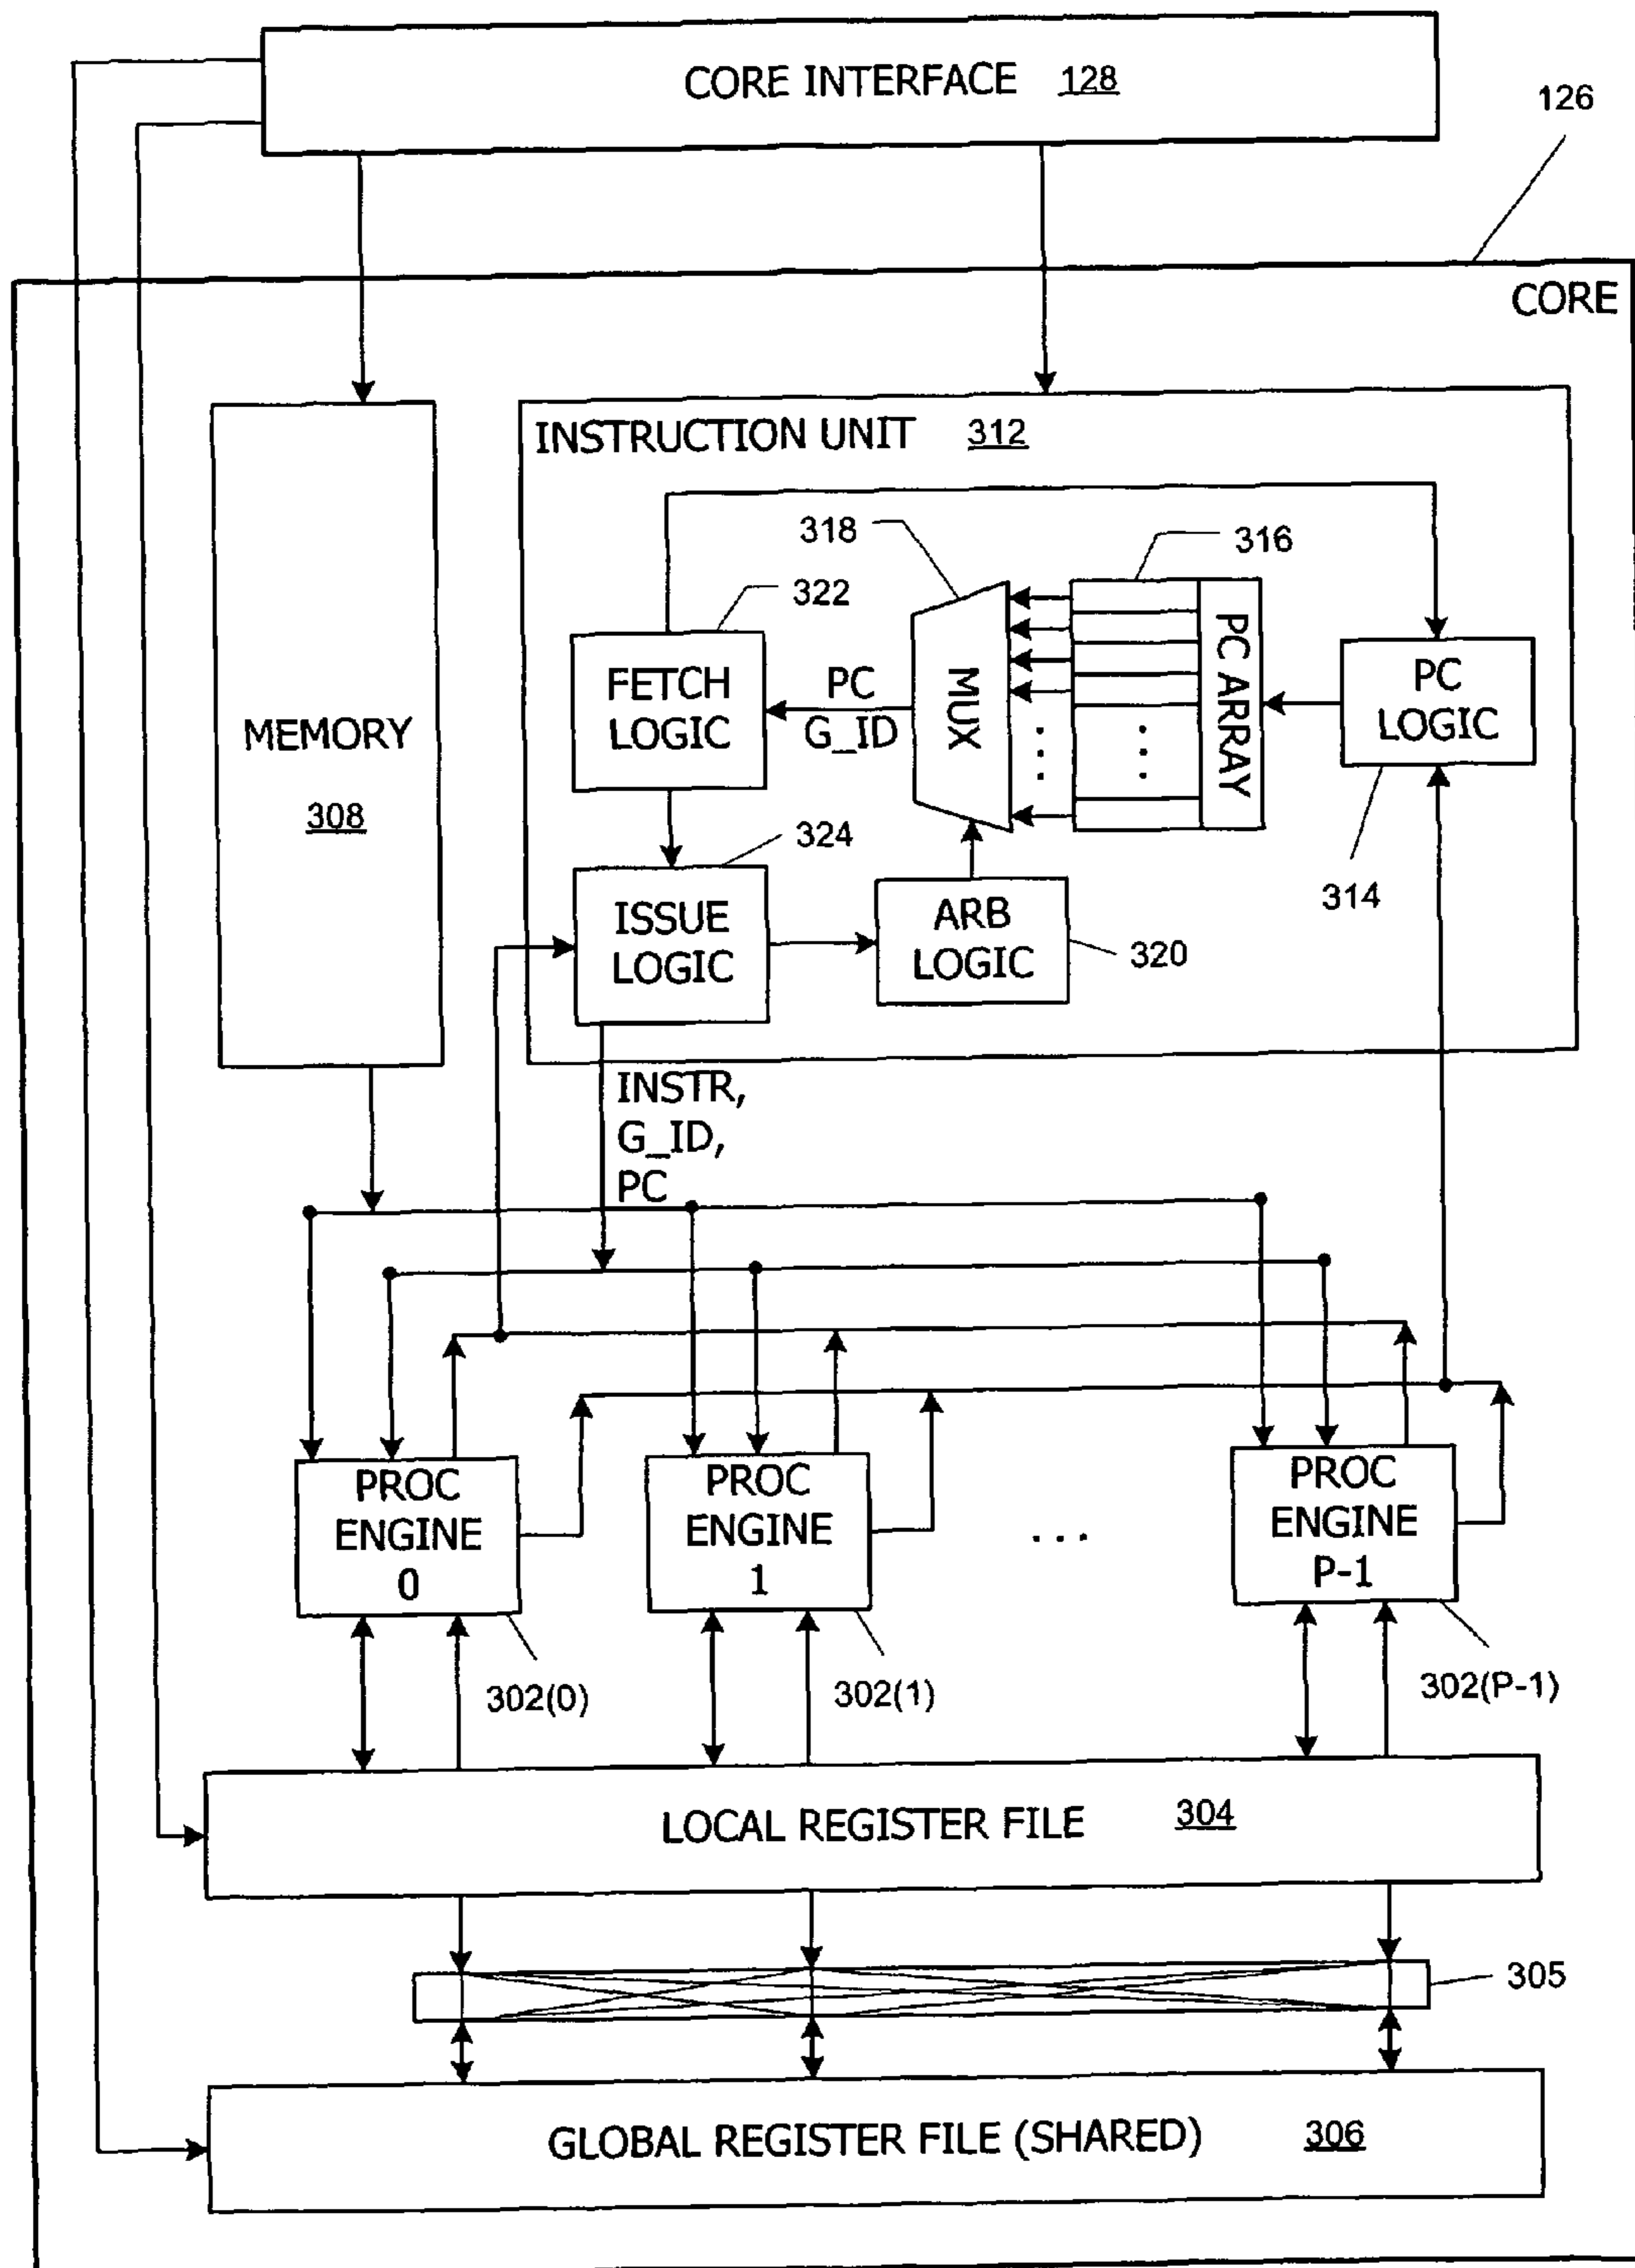 CORE INTERFACE 128
126
CORE
INSTRUCTION UNIT 312
318
316
322
FETCH
LOGIC
PC
G_ID
MUX
PC ARRAY
PC
LOGIC
MEMORY
308
324
314
ISSUE
LOGIC
ARB
LOGIC
320
INSTR,
G_ID,
PC
PROC
ENGINE
0
PROC
ENGINE
1
. . .
PROC
ENGINE
P-1
302(0)
302(1)
302(P-1)
LOCAL REGISTER FILE 304
305
GLOBAL REGISTER FILE (SHARED) 306